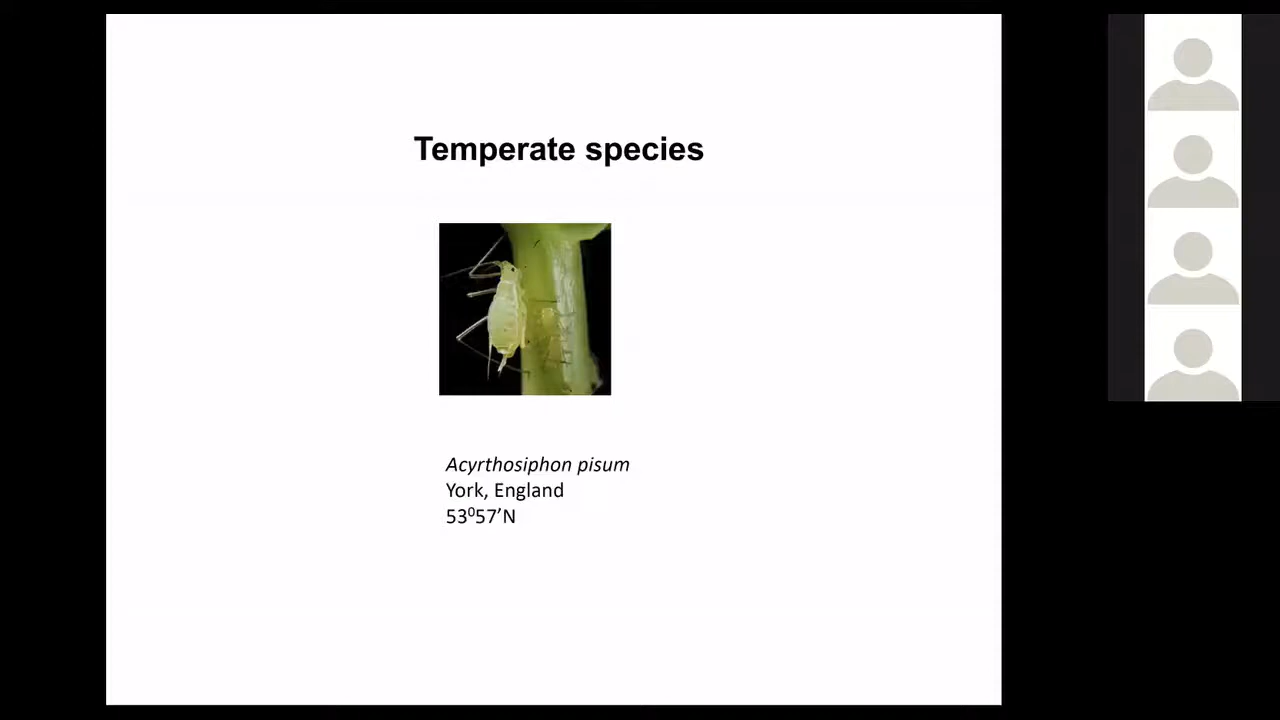 Temperate species
Acyrthosiphon pisum
York, England
53⁰57’N